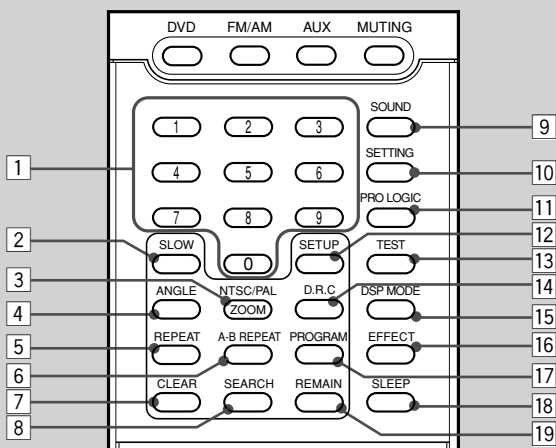 DVD FM/AM AUX MUTING
SOUND
1 2 3
9
SETTING
1
4 5 6
10
PRO LOGIC
11
7 8 9
12
2
SLOW
0
SETUP
TEST
13
3
14
ANGLE
NTSC/PAL
D.R.C
DSP MODE
4
ZOOM
15
5
REPEAT
A-B REPEAT
PROGRAM
EFFECT
16
6
17
7
CLEAR
SEARCH
REMAIN
SLEEP
18
8
19